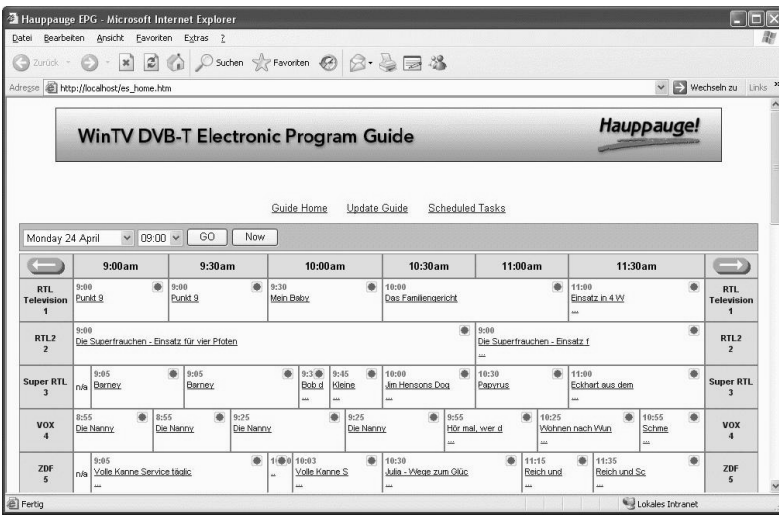 Hauppauge EPG - Microsoft Internet Explorer
Datei Bearbeiten Ansicht Favoriten Extras ?
Zurück Suchen Favoriten
Adresse http://localhost/es_home.htm Wechseln zu Links »
WinTV DVB-T Electronic Program Guide Hauppauge!
Guide Home Update Guide Scheduled Tasks
Monday 24 April 09:00 GO Now
9:00am 9:30am 10:00am 10:30am 11:00am 11:30am
RTL Television 1
9:00 Punkt 9
9:00 Punkt 9
9:30 Mein Baby
10:00 Das Familiengericht
11:00 Einsatz in 4 W ...
RTL Television 1
RTL2 2
9:00 Die Superfrauchen - Einsatz für vier Pfoten
9:00 Die Superfrauchen - Einsatz f ...
RTL2 2
Super RTL 3
n/a
9:05 Barney
9:05 Barney
9:3 Bob d ...
9:45 Kleine ...
10:00 Jim Hensons Dog ...
10:30 Papyrus
11:00 Eckhart aus dem ...
Super RTL 3
VOX 4
8:55 Die Nanny
8:55 Die Nanny
9:25 Die Nanny
9:25 Die Nanny
9:55 Hör mal, wer d ...
10:25 Wohnen nach Wun ...
10:55 Schme ...
VOX 4
ZDF 5
n/a
9:05 Volle Kanne Service täglic ...
10:03 Volle Kanne S ...
10:30 Julia - Wege zum Glüc ...
11:15 Reich und ...
11:35 Reich und Sc ...
ZDF 5
Fertig Lokales Intranet